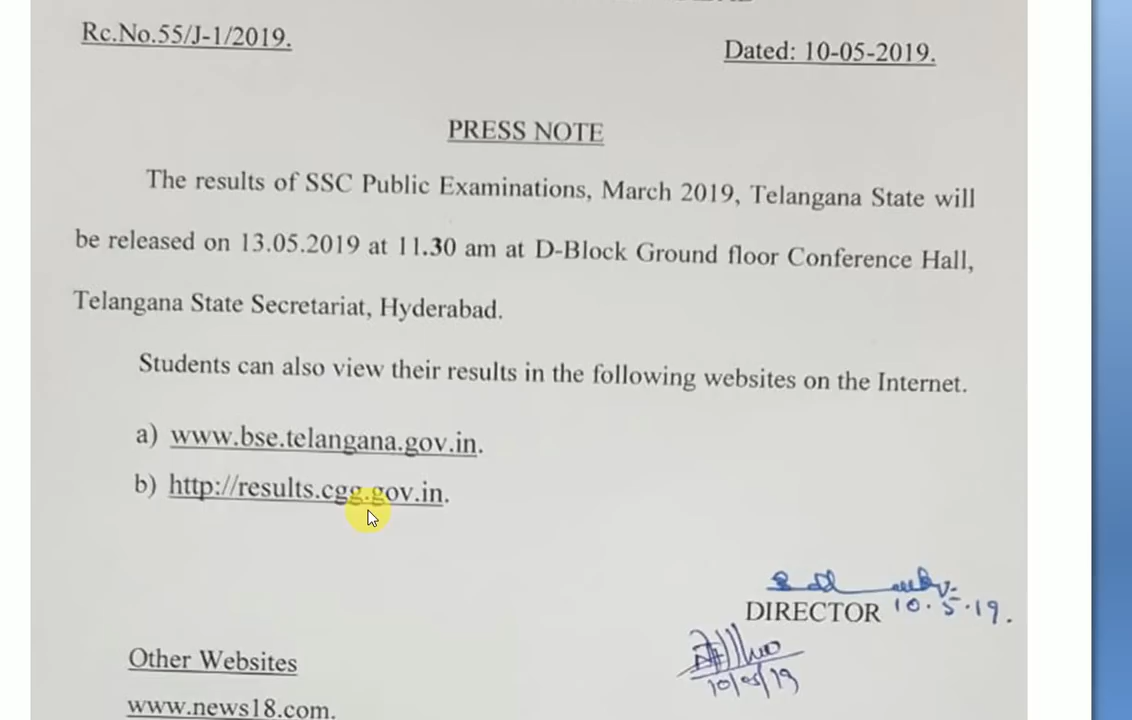 Rc.No.55/J-1/2019.
Dated: 10-05-2019.
PRESS NOTE
The results of SSC Public Examinations, March 2019, Telangana State will
be released on 13.05.2019 at 11.30 am at D-Block Ground floor Conference Hall,
Telangana State Secretariat, Hyderabad.
Students can also view their results in the following websites on the Internet.
a) www.bse.telangana.gov.in.
b) http://results.cgg.gov.in.
DIRECTOR 10.5.19.
10/05/19
Other Websites
www.news18.com.